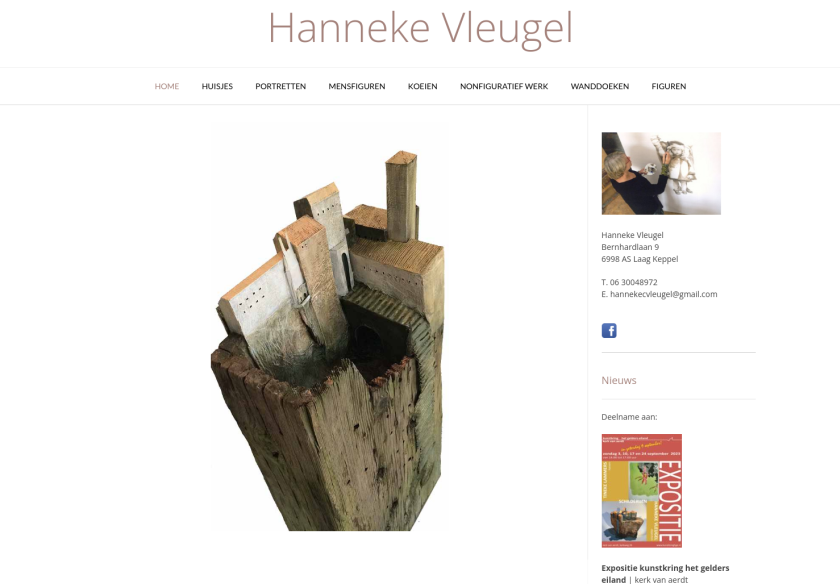 Hanneke Vleugel
HOME HUISJES PORTRETTEN MENSFIGUREN KOEIEN NONFIGURATIEF WERK WANDDOEKEN FIGUREN
Hanneke Vleugel
Bernhardlaan 9
6998 AS Laag Keppel
T. 06 30048972
E. hannekecvleugel@gmail.com
f
Nieuws
Deelname aan:
EXPOSITIE
Expositie kunstkring het gelders
eiland | kerk van aerdt